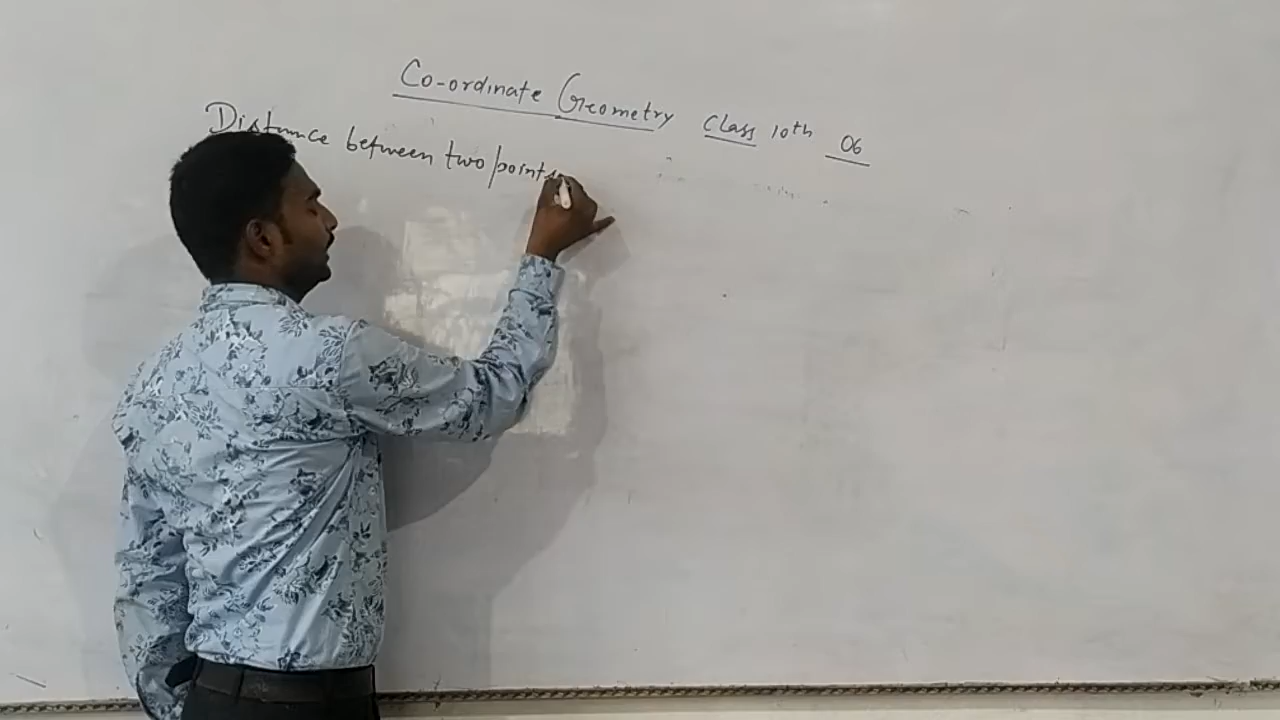 Co-ordinate Geometry Class 10th 06
Distance between two points